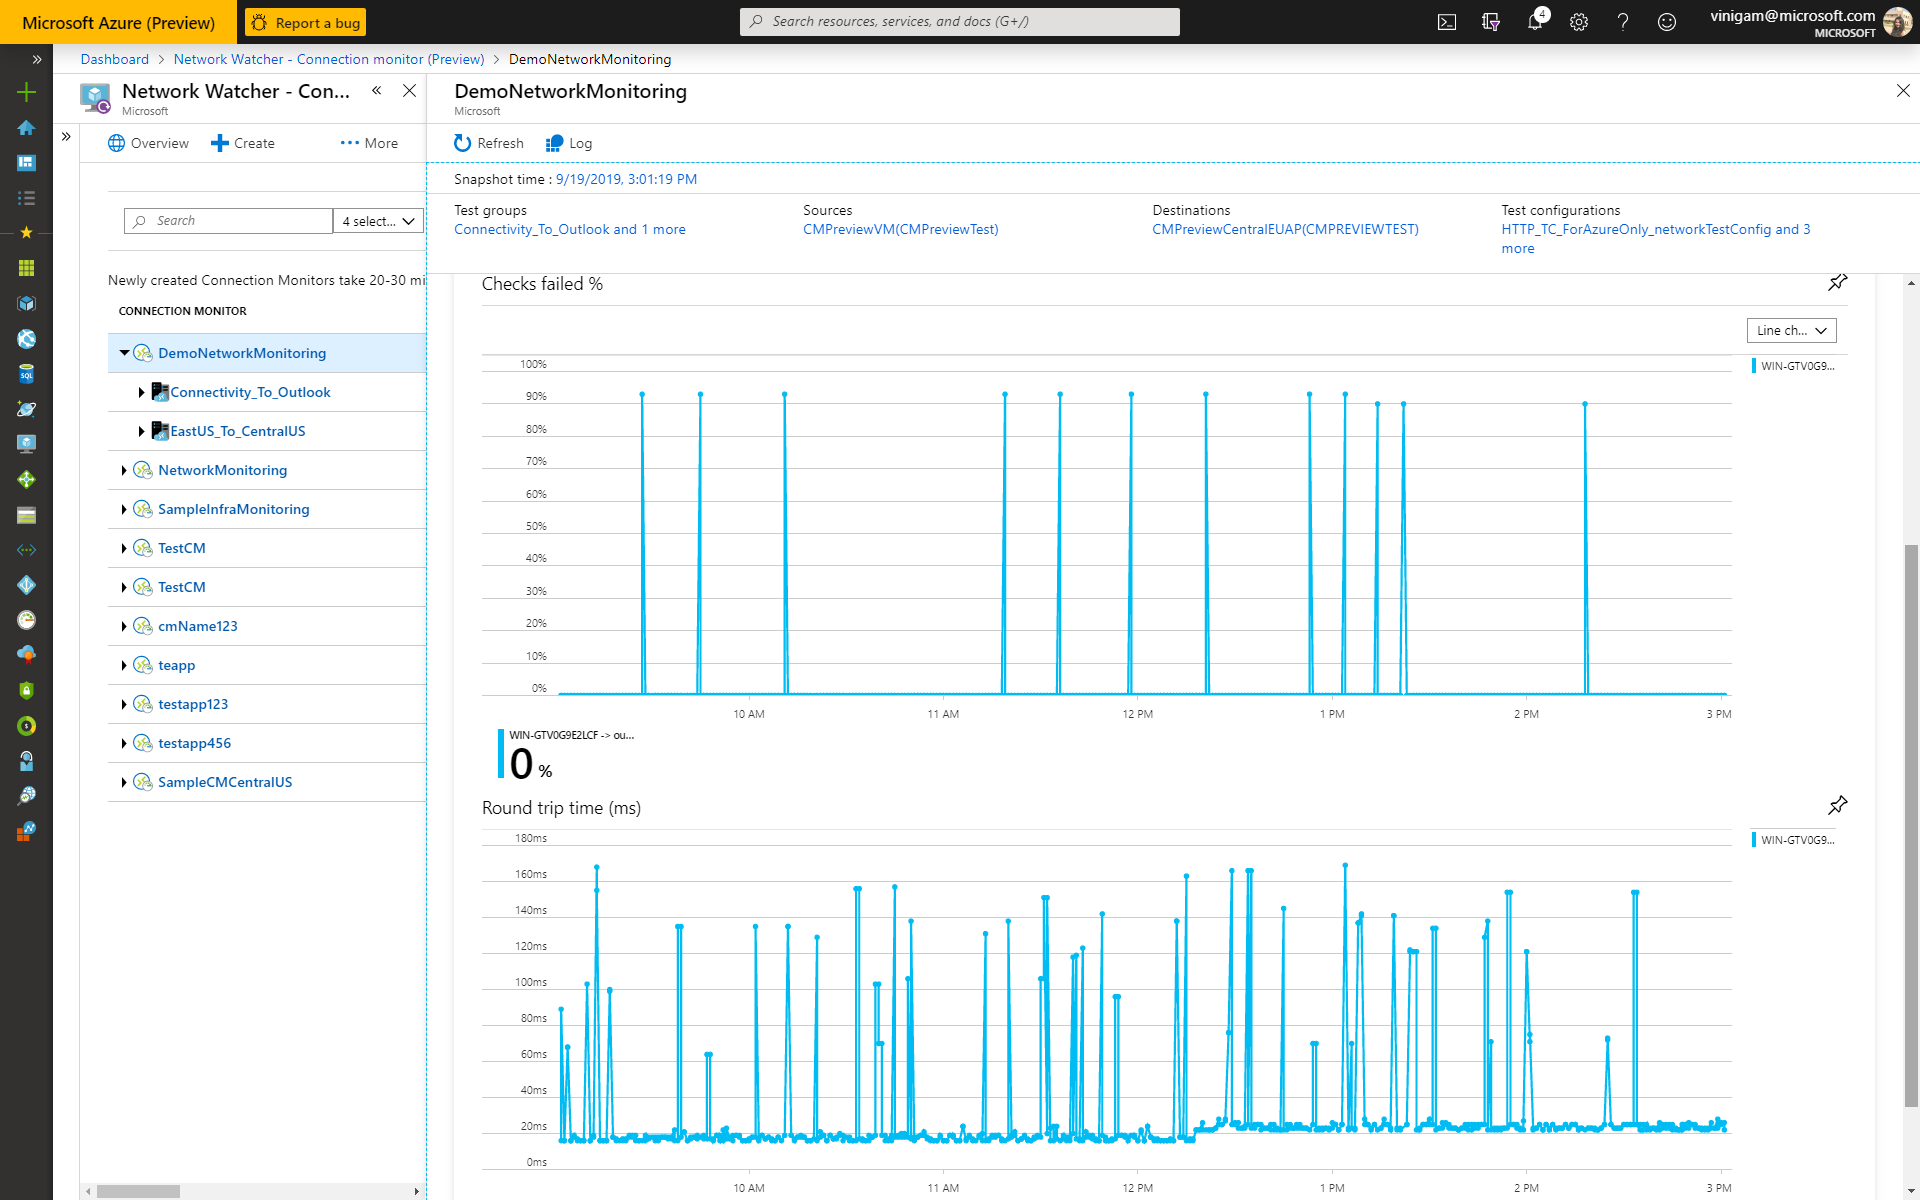 Microsoft Azure (Preview)
Report a bug
Search resources, services, and docs (G+/)
4
vinigam@microsoft.com
MICROSOFT
Dashboard > Network Watcher - Connection monitor (Preview) > DemoNetworkMonitoring
Network Watcher - Con...
Microsoft
Overview
Create
More
Search
4 select...
Newly created Connection Monitors take 20-30 mi
CONNECTION MONITOR
DemoNetworkMonitoring
Connectivity_To_Outlook
EastUS_To_CentralUS
NetworkMonitoring
SampleInfraMonitoring
TestCM
TestCM
cmName123
teapp
testapp123
testapp456
SampleCMCentralUS
DemoNetworkMonitoring
Microsoft
Refresh
Log
Snapshot time : 9/19/2019, 3:01:19 PM
Test groups
Connectivity_To_Outlook and 1 more
Sources
CMPreviewVM(CMPreviewTest)
Destinations
CMPreviewCentralEUAP(CMPREVIEWTEST)
Test configurations
HTTP_TC_ForAzureOnly_networkTestConfig and 3
more
Checks failed %
Line ch...
WIN-GTV0G9...
100%
90%
80%
70%
60%
50%
40%
30%
20%
10%
0%
10 AM
11 AM
12 PM
1 PM
2 PM
3 PM
WIN-GTV0G9E2LCF -> ou...
0 %
Round trip time (ms)
WIN-GTV0G9...
180ms
160ms
140ms
120ms
100ms
80ms
60ms
40ms
20ms
0ms
10 AM
11 AM
12 PM
1 PM
2 PM
3 PM